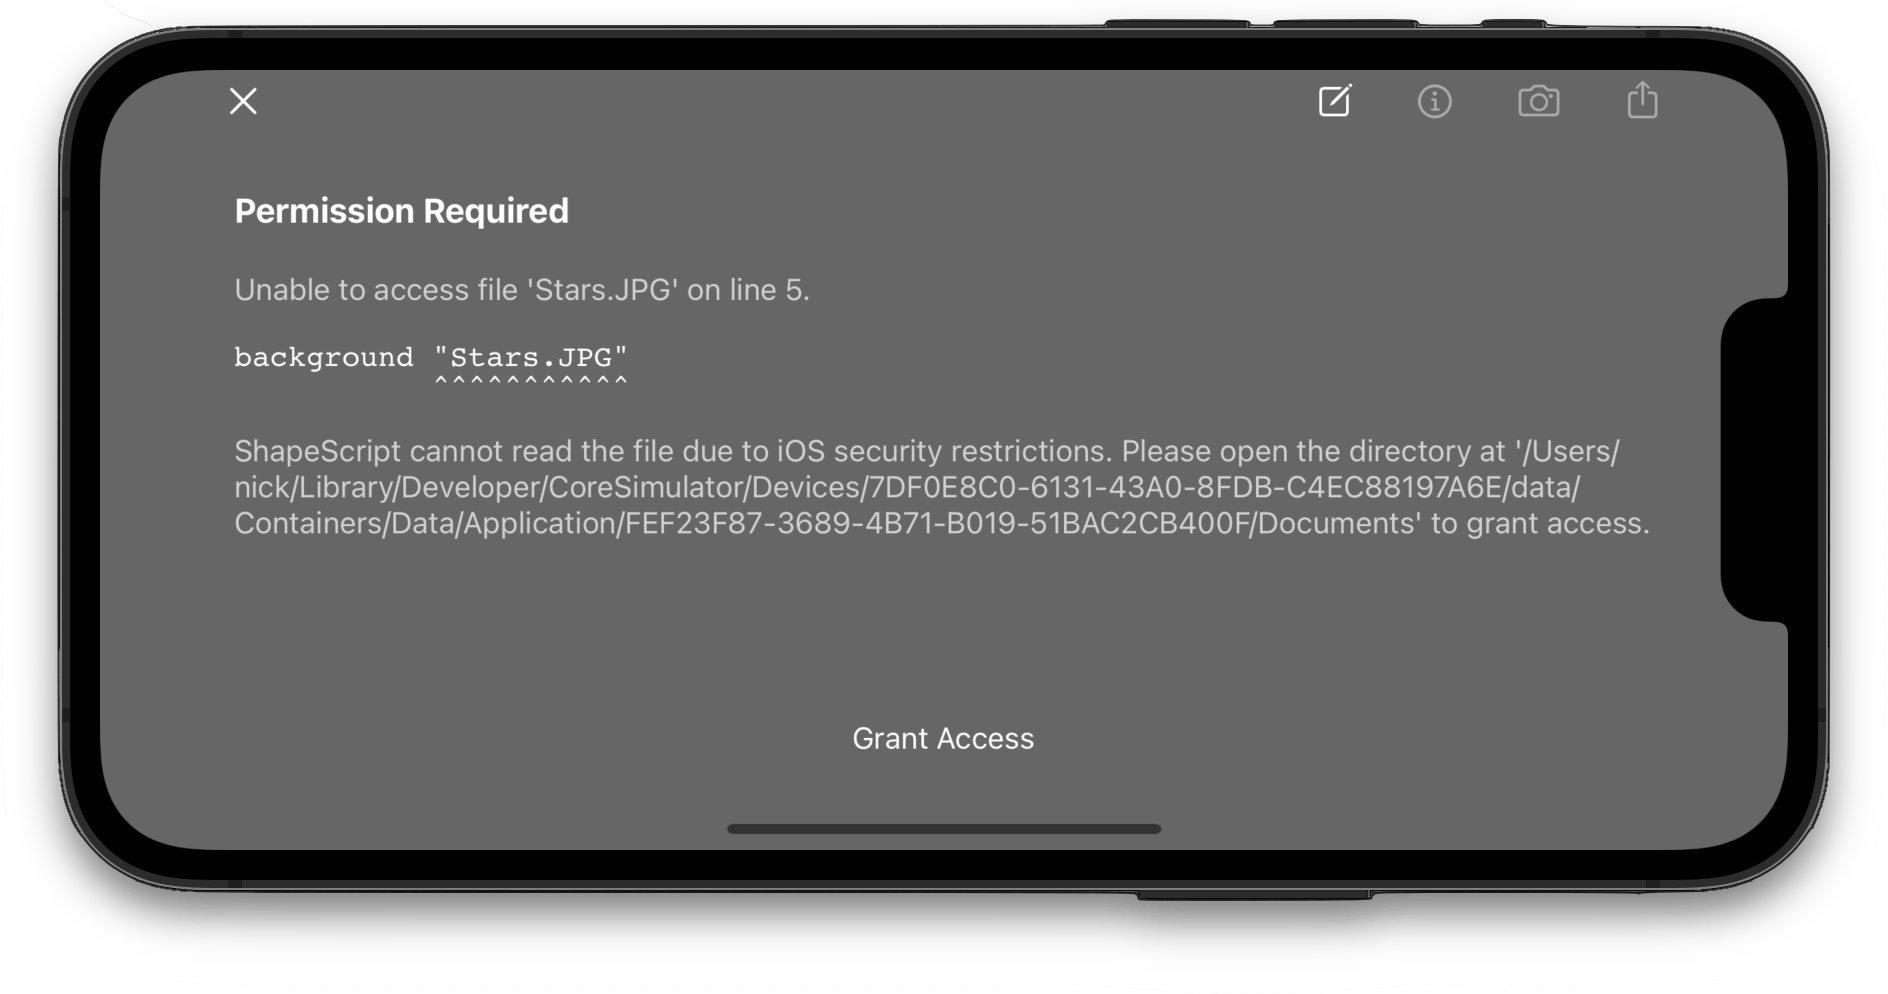 Permission Required
Unable to access file 'Stars.JPG' on line 5.
background "Stars.JPG"
^^^^^^^^^^^
ShapeScript cannot read the file due to iOS security restrictions. Please open the directory at '/Users/
nick/Library/Developer/CoreSimulator/Devices/7DF0E8C0-6131-43A0-8FDB-C4EC88197A6E/data/
Containers/Data/Application/FEF23F87-3689-4B71-B019-51BAC2CB400F/Documents' to grant access.
Grant Access